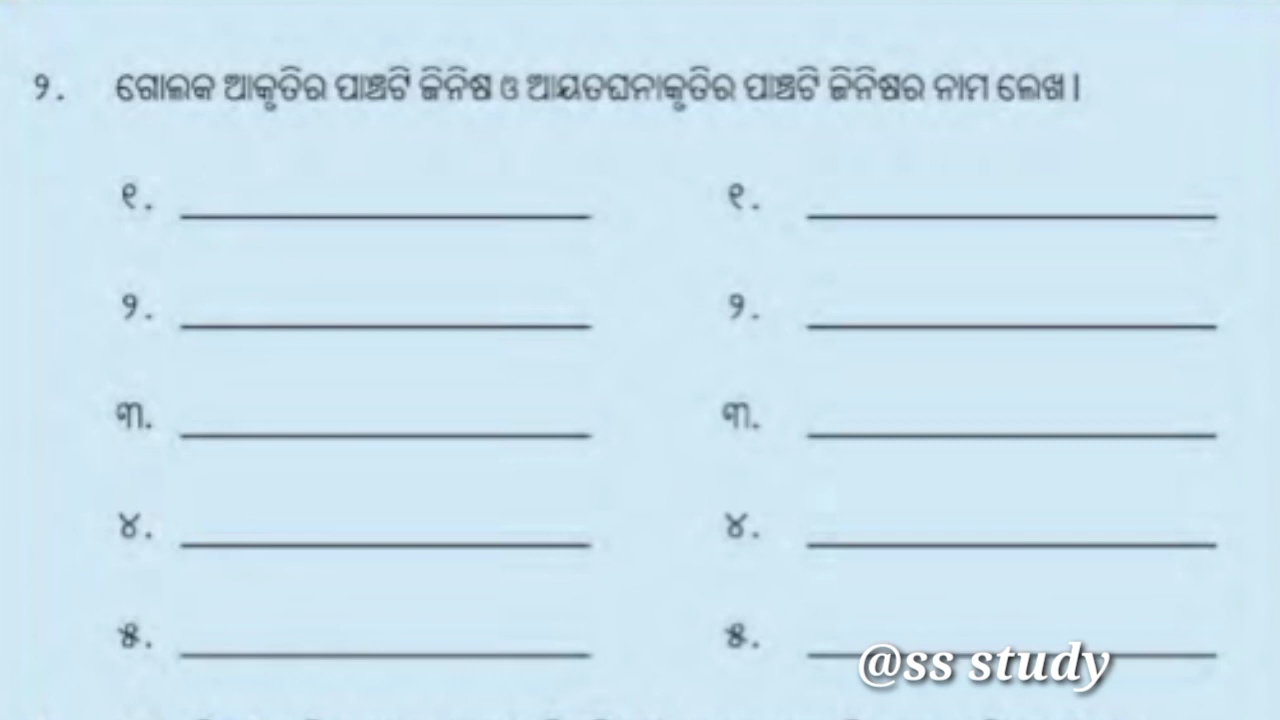 ୨. ଗୋଲକ ଆକୃତିର ପାଞ୍ଚଟି ଜିନିଷ ଓ ଆୟତଘନାକୃତିର ପାଞ୍ଚଟି ଜିନିଷର ନାମ ଲେଖ ।
୧. ୧.
୨. ୨.
୩. ୩.
୪. ୪.
୫. ୫.
@ss study